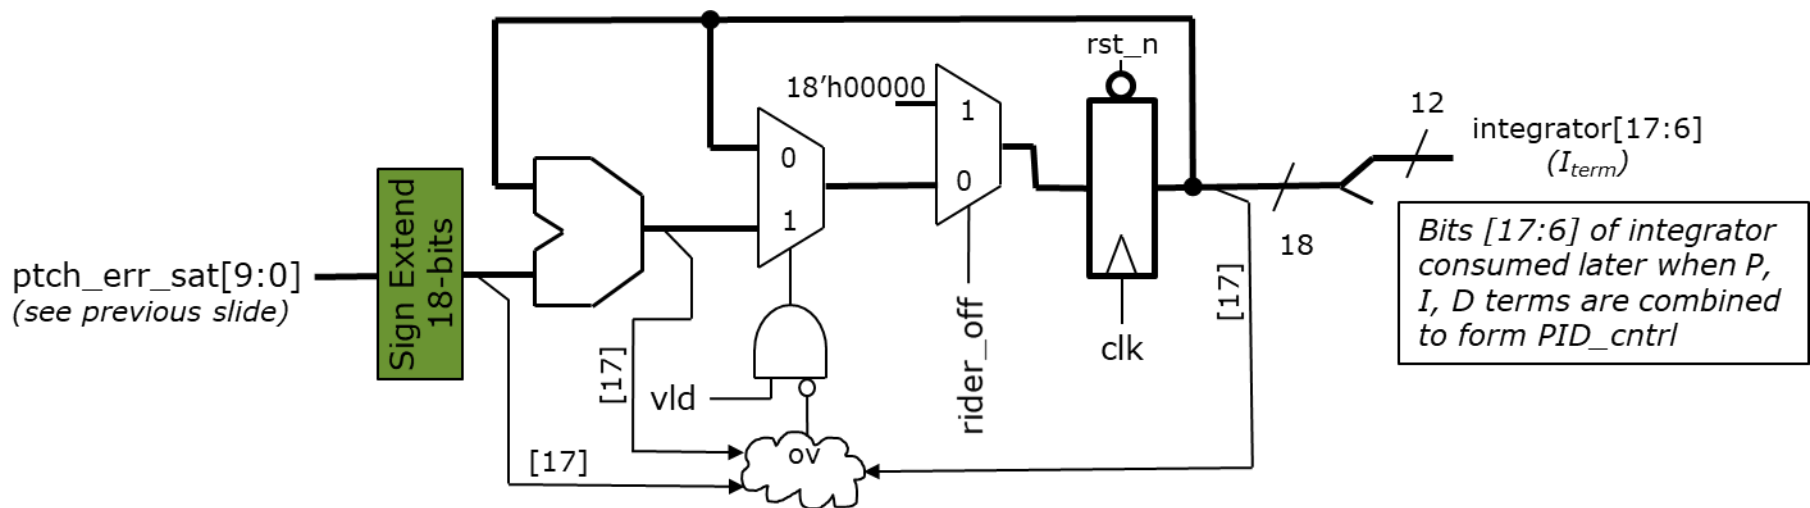 rst_n
18'h00000
1
0
0
1
12
integrator[17:6]
(Iterm)
Sign Extend
18-bits
ptch_err_sat[9:0]
(see previous slide)
18
[17]
Bits [17:6] of integrator
consumed later when P,
I, D terms are combined
to form PID_cntrl
clk
rider_off
[17]
vld
ov
[17]